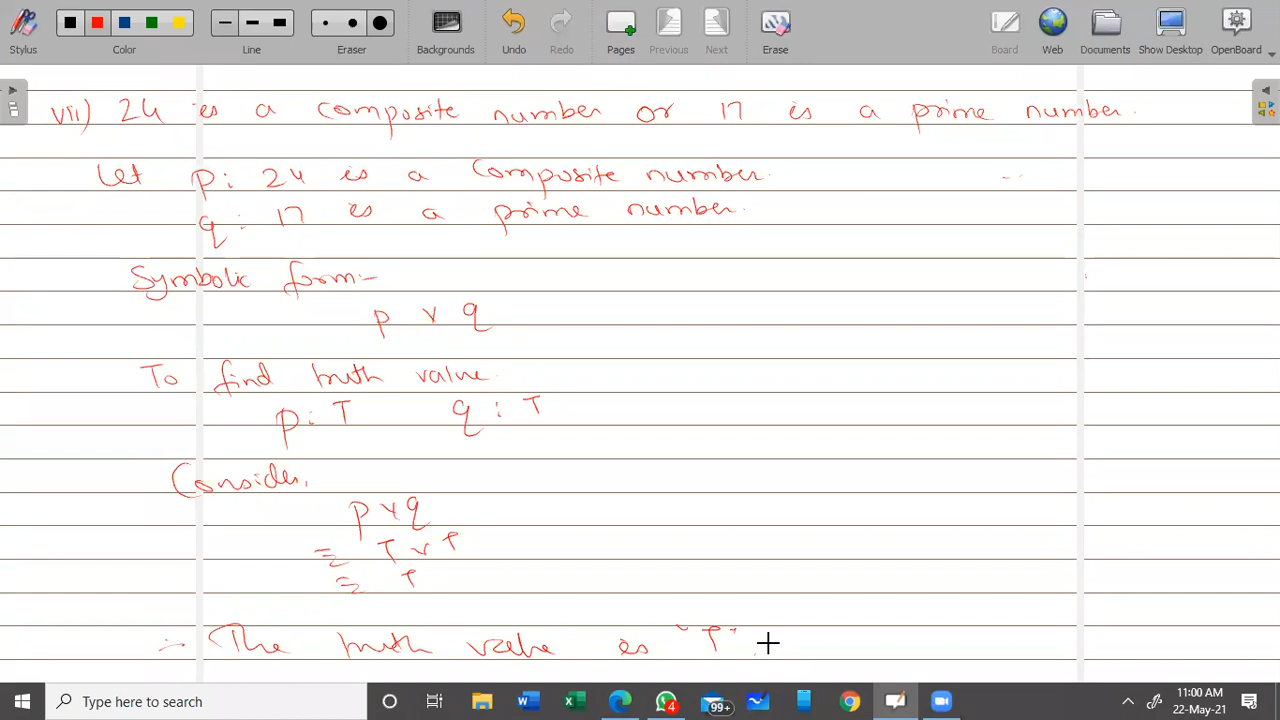 Stylus Color Line Eraser Backgrounds Undo Redo Pages Previous Next Erase Board Web Documents Show Desktop OpenBoard
vii) 24 is a composite number or 17 is a prime number.
Let p: 24 is a composite number.
q: 17 is a prime number.
Symbolic form:-
p ∨ q
To find truth value.
p: T q: T
Consider,
p ∨ q
≡ T ∨ T
≡ T
∴ The truth value is "T".
Type here to search 4 99+ 11:00 AM
22-May-21